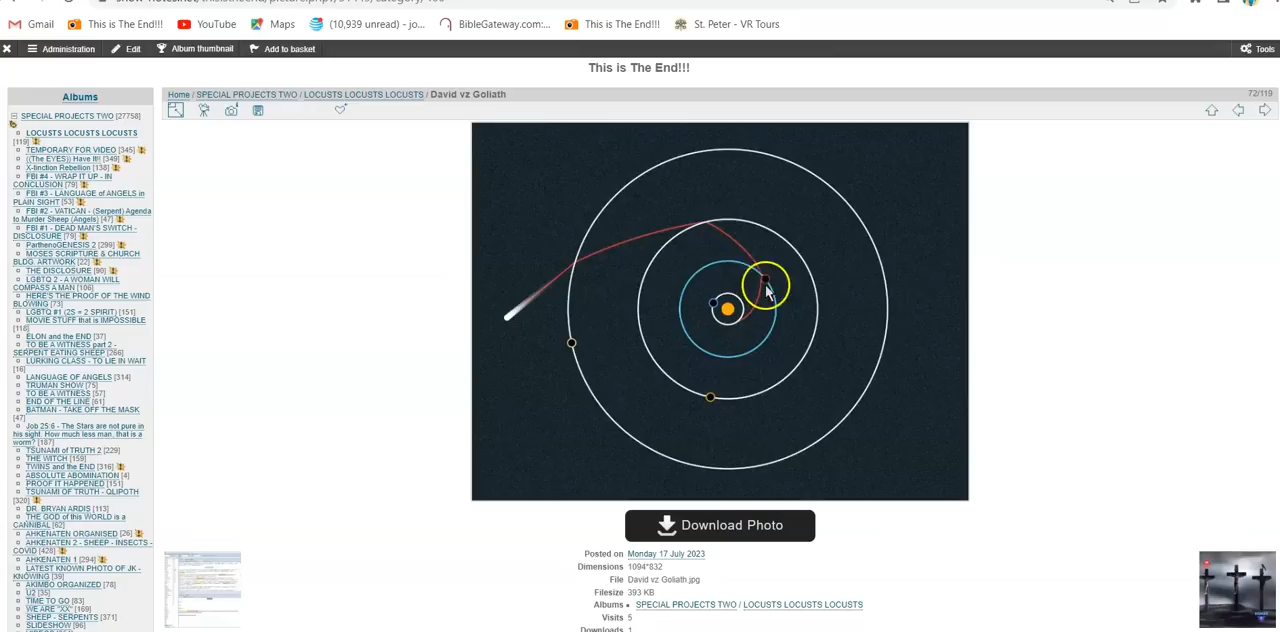 Gmail
This is The End!!!
YouTube
Maps
(10,939 unread) - jo...
BibleGateway.com:...
This is The End!!!
St. Peter - VR Tours
Administration
Edit
Album thumbnail
Add to basket
Tools
This is The End!!!
Albums
Home / SPECIAL PROJECTS TWO / LOCUSTS LOCUSTS LOCUSTS / David vz Goliath
72/119
SPECIAL PROJECTS TWO [27758]
LOCUSTS LOCUSTS LOCUSTS
[119]
TEMPORARY FOR VIDEO [345]
((The EYES)) Have It!! [349]
X-tinction Rebellion [138]
FBI #4 - WRAP IT UP - IN
CONCLUSION [79]
FBI #3 - LANGUAGE of ANGELS in
PLAIN SIGHT [53]
FBI #2 - VATICAN - (Serpent) Agenda
to Murder Sheep (Angels) [47]
FBI #1 - DEAD MAN'S SWITCH -
DISCLOSURE [79]
ParthenoGENESIS 2 [299]
MOSES SCRIPTURE & CHURCH
BLDG. ARTWORK [22]
THE DISCLOSURE [90]
LGBTQ 2 - A WOMAN WILL
COMPASS A MAN [106]
HERE'S THE PROOF OF THE WIND
BLOWING [73]
LGBTQ #1 (2S = 2 SPIRIT) [151]
MOVIE STUFF that is IMPOSSIBLE
ELON and the END [37]
TO BE A WITNESS part 2 -
SERPENT EATING SHEEP [266]
LURKING CLASS - TO LIE IN WAIT
[16]
LANGUAGE OF ANGELS [314]
TRUMAN SHOW [75]
TO BE A WITNESS [57]
END OF THE LINE [61]
BATMAN - TAKE OFF THE MASK
[47]
Job 25:6 - The Stars are not pure in
his sight. How much less man, that is a
worm? [187]
TSUNAMI of TRUTH 2 [229]
THE WITCH [159]
TWINS and the END [316]
ABSOLUTE ABOMINATION [4]
PROOF IT HAPPENED [151]
TSUNAMI OF TRUTH - QLIPOTH
[320]
DR. BRYAN ARDIS [113]
THE GOD of this WORLD is a
CANNIBAL [62]
AHKENATEN ORGANISED [26]
AHKENATEN 2 - SHEEP - INSECTS -
COVID [428]
AHKENATEN 1 [294]
LATEST KNOWN PHOTO OF JK -
KNOWING [39]
AKIMBO ORGANIZED [78]
U2 [35]
TIME TO GO [83]
WE ARE "XX" [169]
SHEEP - SERPENTS [371]
SLIDESHOW [96]
Download Photo
Posted on Monday 17 July 2023
Dimensions 1094*832
File David vz Goliath.jpg
Filesize 393 KB
Albums SPECIAL PROJECTS TWO / LOCUSTS LOCUSTS LOCUSTS
Visits 5
Downloads 1